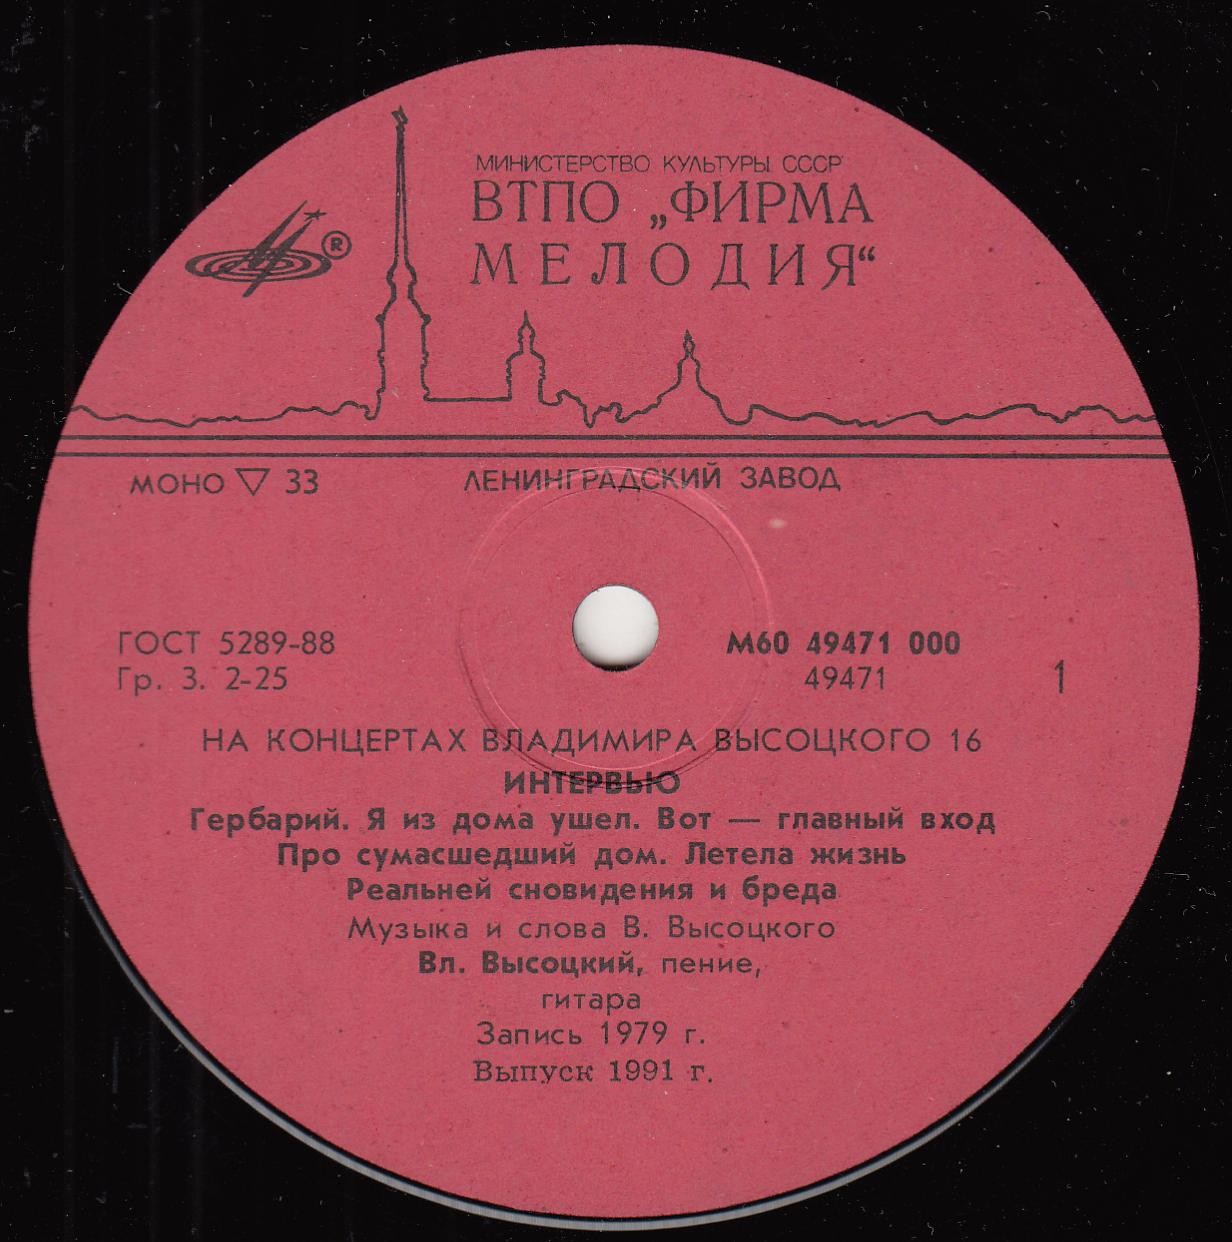 МИНИСТЕРСТВО КУЛЬТУРЫ СССР
ВТПО „ФИРМА
МЕЛОДИЯ“
®
МОНО ▽ 33
ЛЕНИНГРАДСКИЙ ЗАВОД
ГОСТ 5289-88
Гр. 3. 2-25
М60 49471 000
49471
1
НА КОНЦЕРТАХ ВЛАДИМИРА ВЫСОЦКОГО 16
ИНТЕРВЬЮ
Гербарий. Я из дома ушел. Вот — главный вход
Про сумасшедший дом. Летела жизнь
Реальней сновидения и бреда
Музыка и слова В. Высоцкого
Вл. Высоцкий, пение,
гитара
Запись 1979 г.
Выпуск 1991 г.